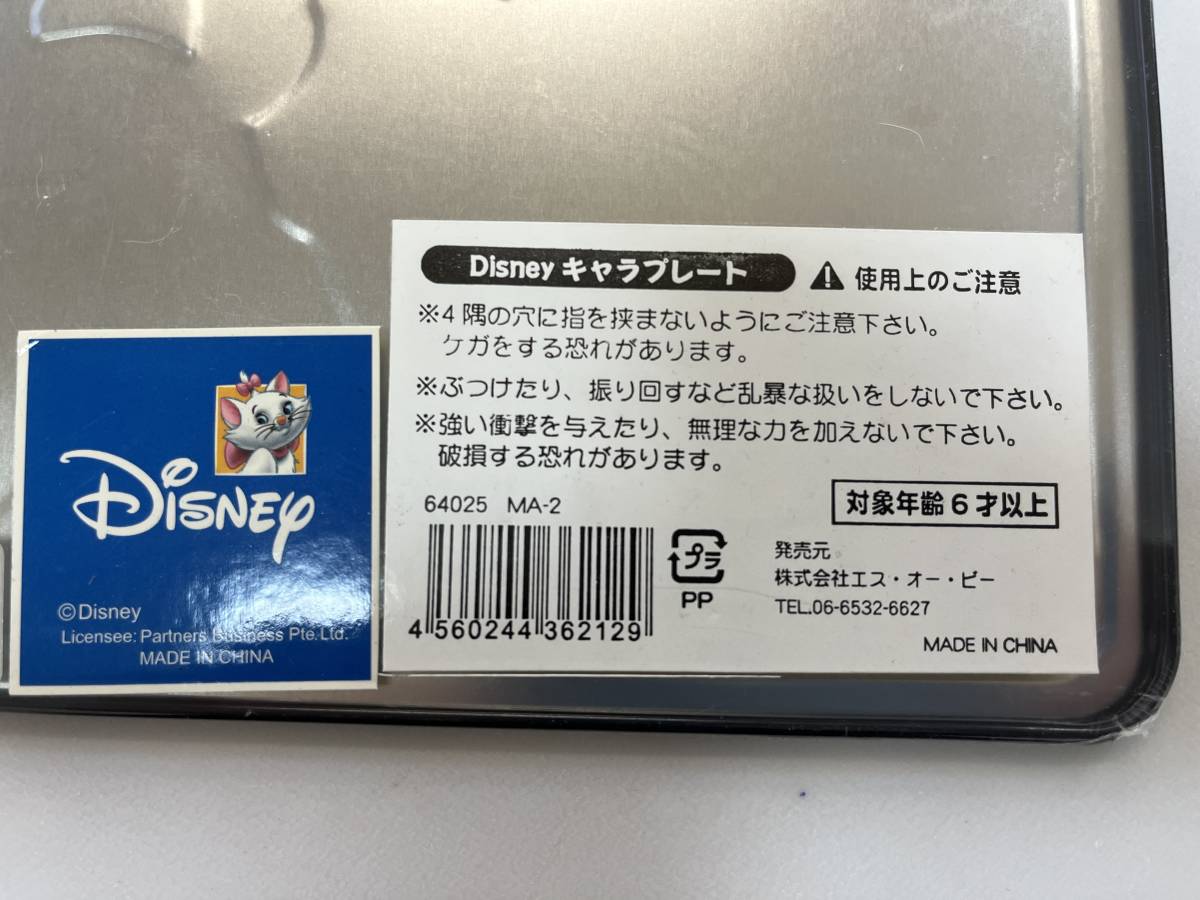 Disney キャラプレート ⚠ 使用上のご注意
※4隅の穴に指を挟まないようにご注意下さい。
ケガをする恐れがあります。
※ぶつけたり、振り回すなど乱暴な扱いをしないで下さい。
※強い衝撃を与えたり、無理な力を加えないで下さい。
破損する恐れがあります。
64025 MA-2
対象年齢6才以上
4 560244 362129
プラ
PP
発売元
株式会社エス・オー・ビー
TEL.06-6532-6627
MADE IN CHINA
DISNEY
©Disney
Licensee: Partners Business Pte. Ltd.
MADE IN CHINA